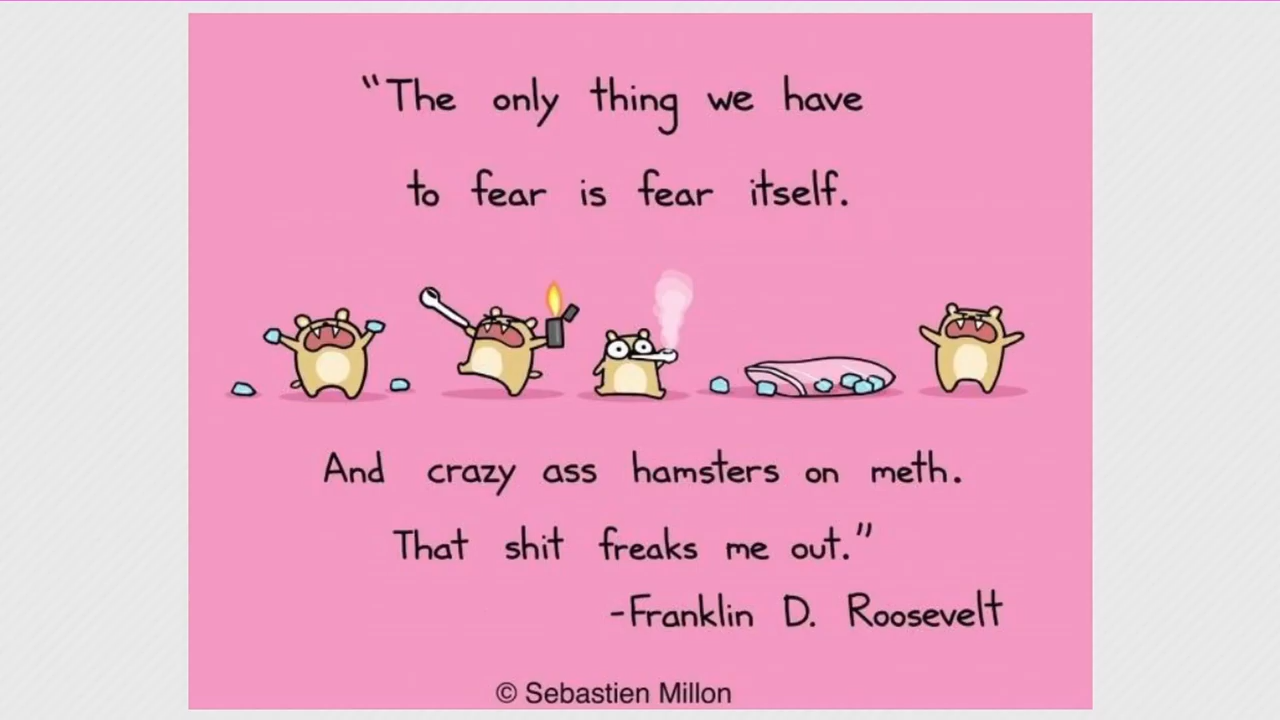 “The only thing we have
to fear is fear itself.
And crazy ass hamsters on meth.
That shit freaks me out.”
-Franklin D. Roosevelt
© Sebastien Millon